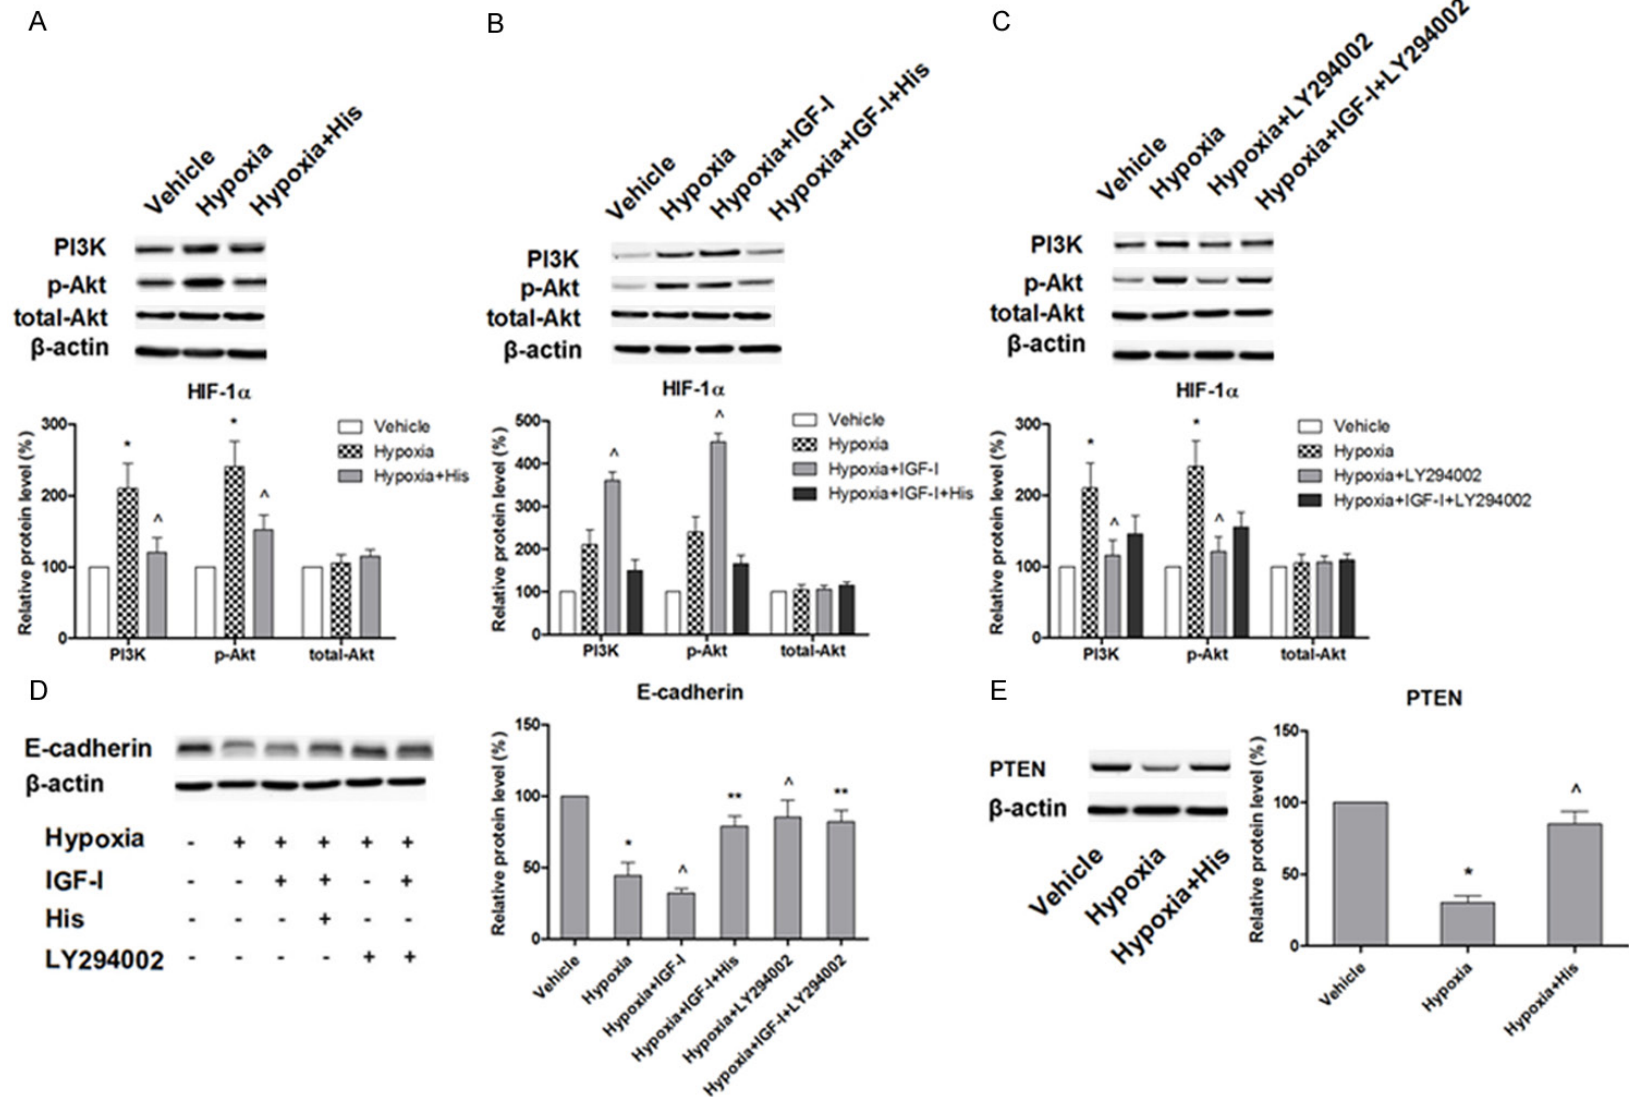 A
Vehicle
Hypoxia
Hypoxia+His
PI3K
p-Akt
total-Akt
β-actin
HIF-1α
Relative protein level (%)
300
200
100
0
*
^
*
^
Vehicle
Hypoxia
Hypoxia+His
PI3K
p-Akt
total-Akt
B
Vehicle
Hypoxia
Hypoxia+IGF-I
Hypoxia+IGF-I+His
PI3K
p-Akt
total-Akt
β-actin
HIF-1α
Relative protein level (%)
500
400
300
200
100
0
^
^
Vehicle
Hypoxia
Hypoxia+IGF-I
Hypoxia+IGF-I+His
PI3K
p-Akt
total-Akt
C
Vehicle
Hypoxia
Hypoxia+LY294002
Hypoxia+IGF-I+LY294002
PI3K
p-Akt
total-Akt
β-actin
HIF-1α
Relative protein level (%)
300
200
100
0
*
^
*
^
Vehicle
Hypoxia
Hypoxia+LY294002
Hypoxia+IGF-I+LY294002
PI3K
p-Akt
total-Akt
D
E-cadherin
β-actin
Hypoxia - + + + + +
IGF-I - - + + - +
His - - - + - -
LY294002 - - - - + +
E-cadherin
Relative protein level (%)
150
100
50
0
*
^
**
^
**
Vehicle
Hypoxia
Hypoxia+IGF-I
Hypoxia+IGF-I+His
Hypoxia+LY294002
Hypoxia+IGF-I+LY294002
E
PTEN
β-actin
Vehicle
Hypoxia
Hypoxia+His
PTEN
Relative protein level (%)
150
100
50
0
*
^
Vehicle
Hypoxia
Hypoxia+His